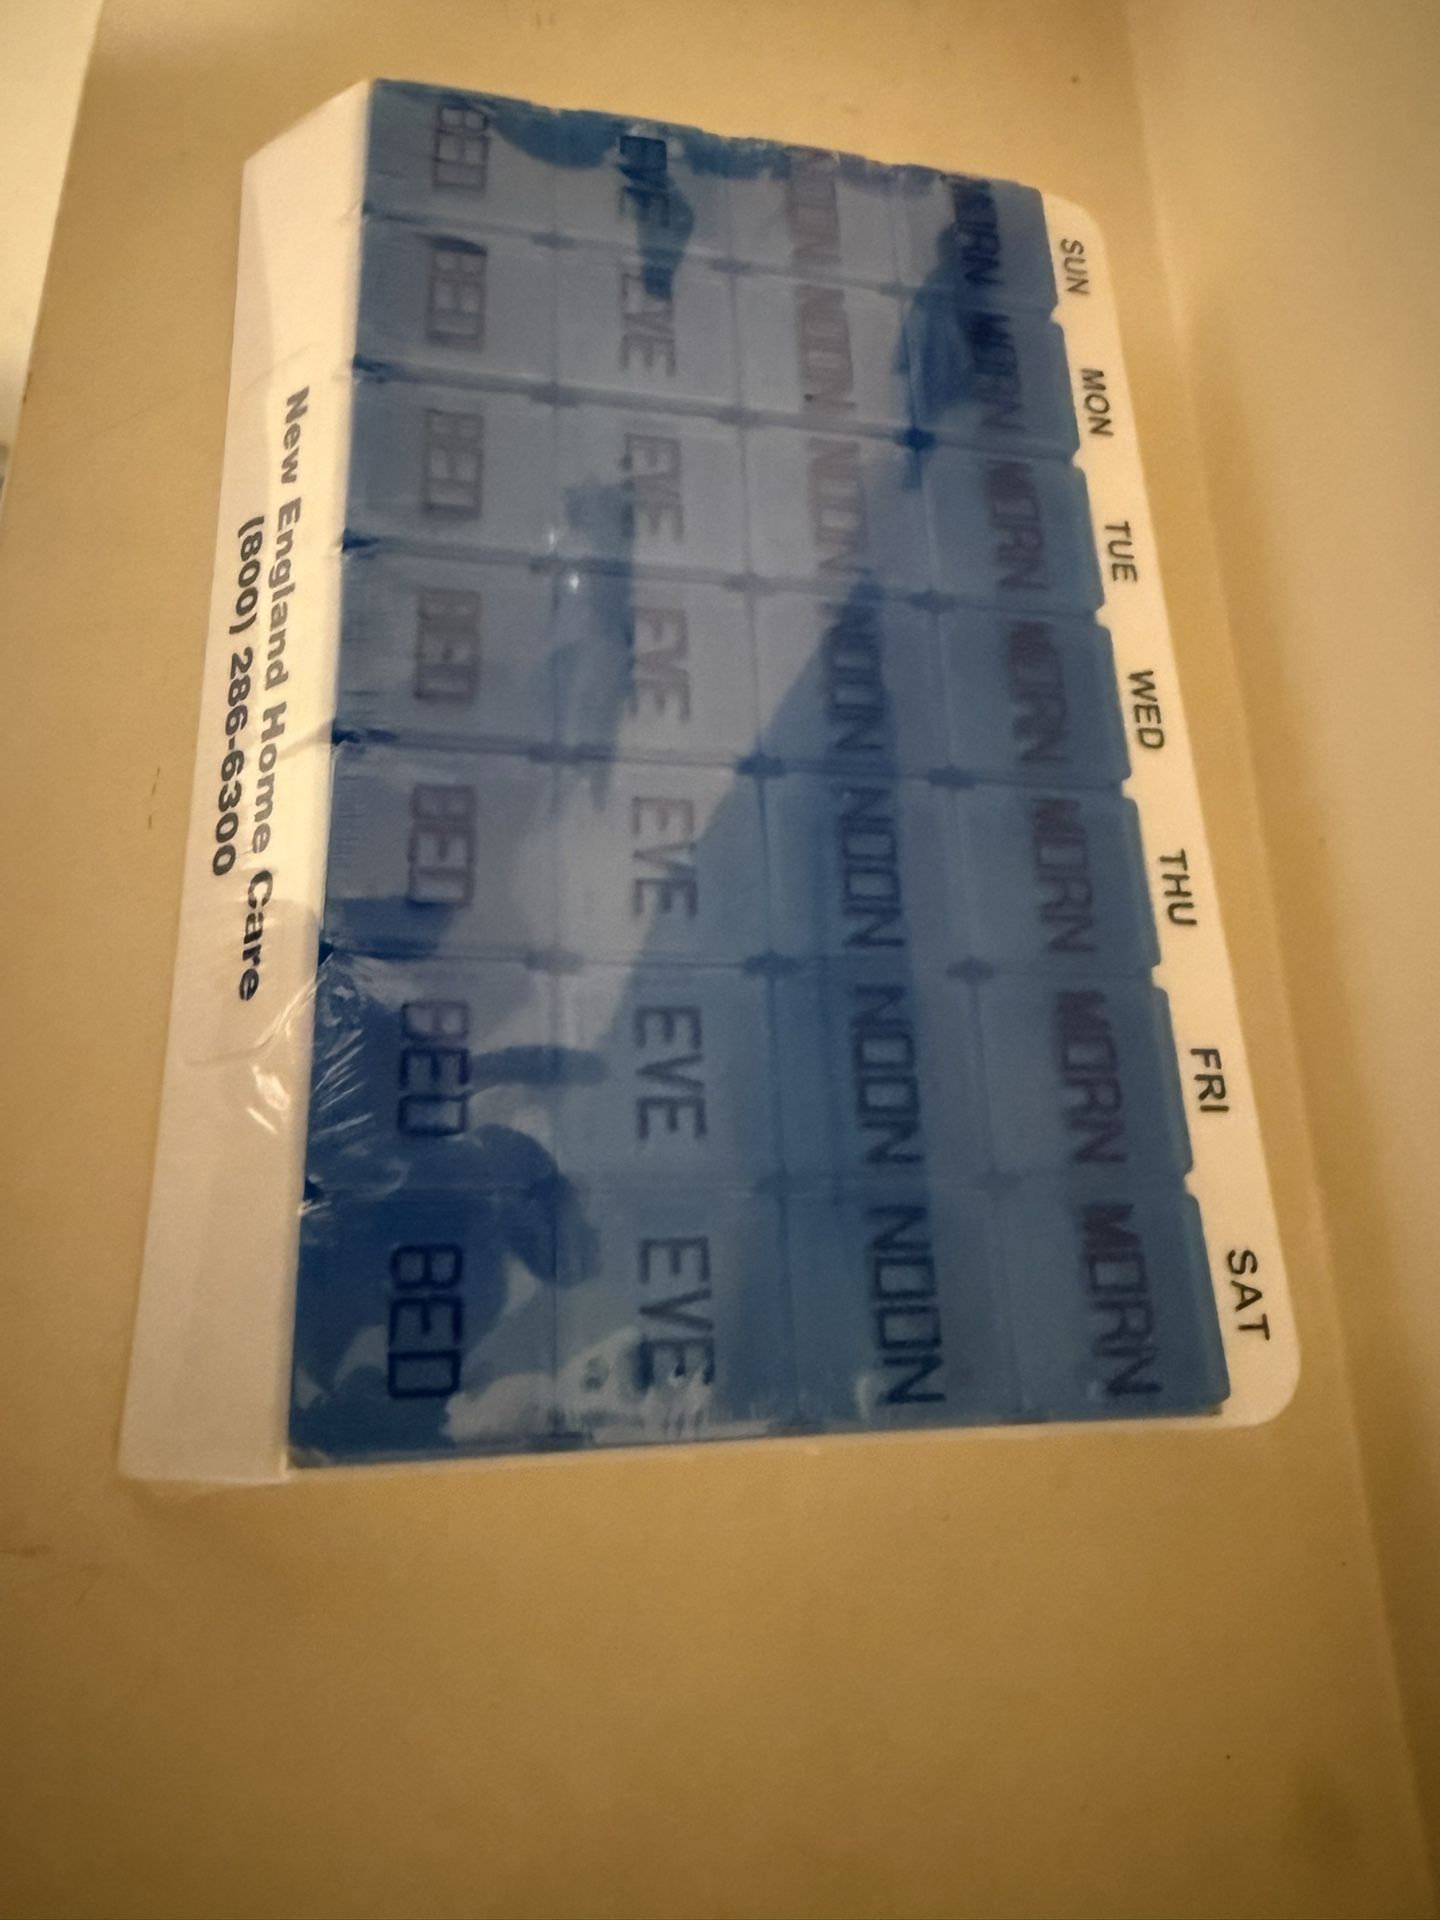 SUN MON TUE WED THU FRI SAT
MORN MORN MORN MORN MORN MORN MORN
NOON NOON NOON NOON NOON NOON NOON
EVE EVE EVE EVE EVE EVE EVE
BED BED BED BED BED BED BED
New England Home Care
(800) 286-6300